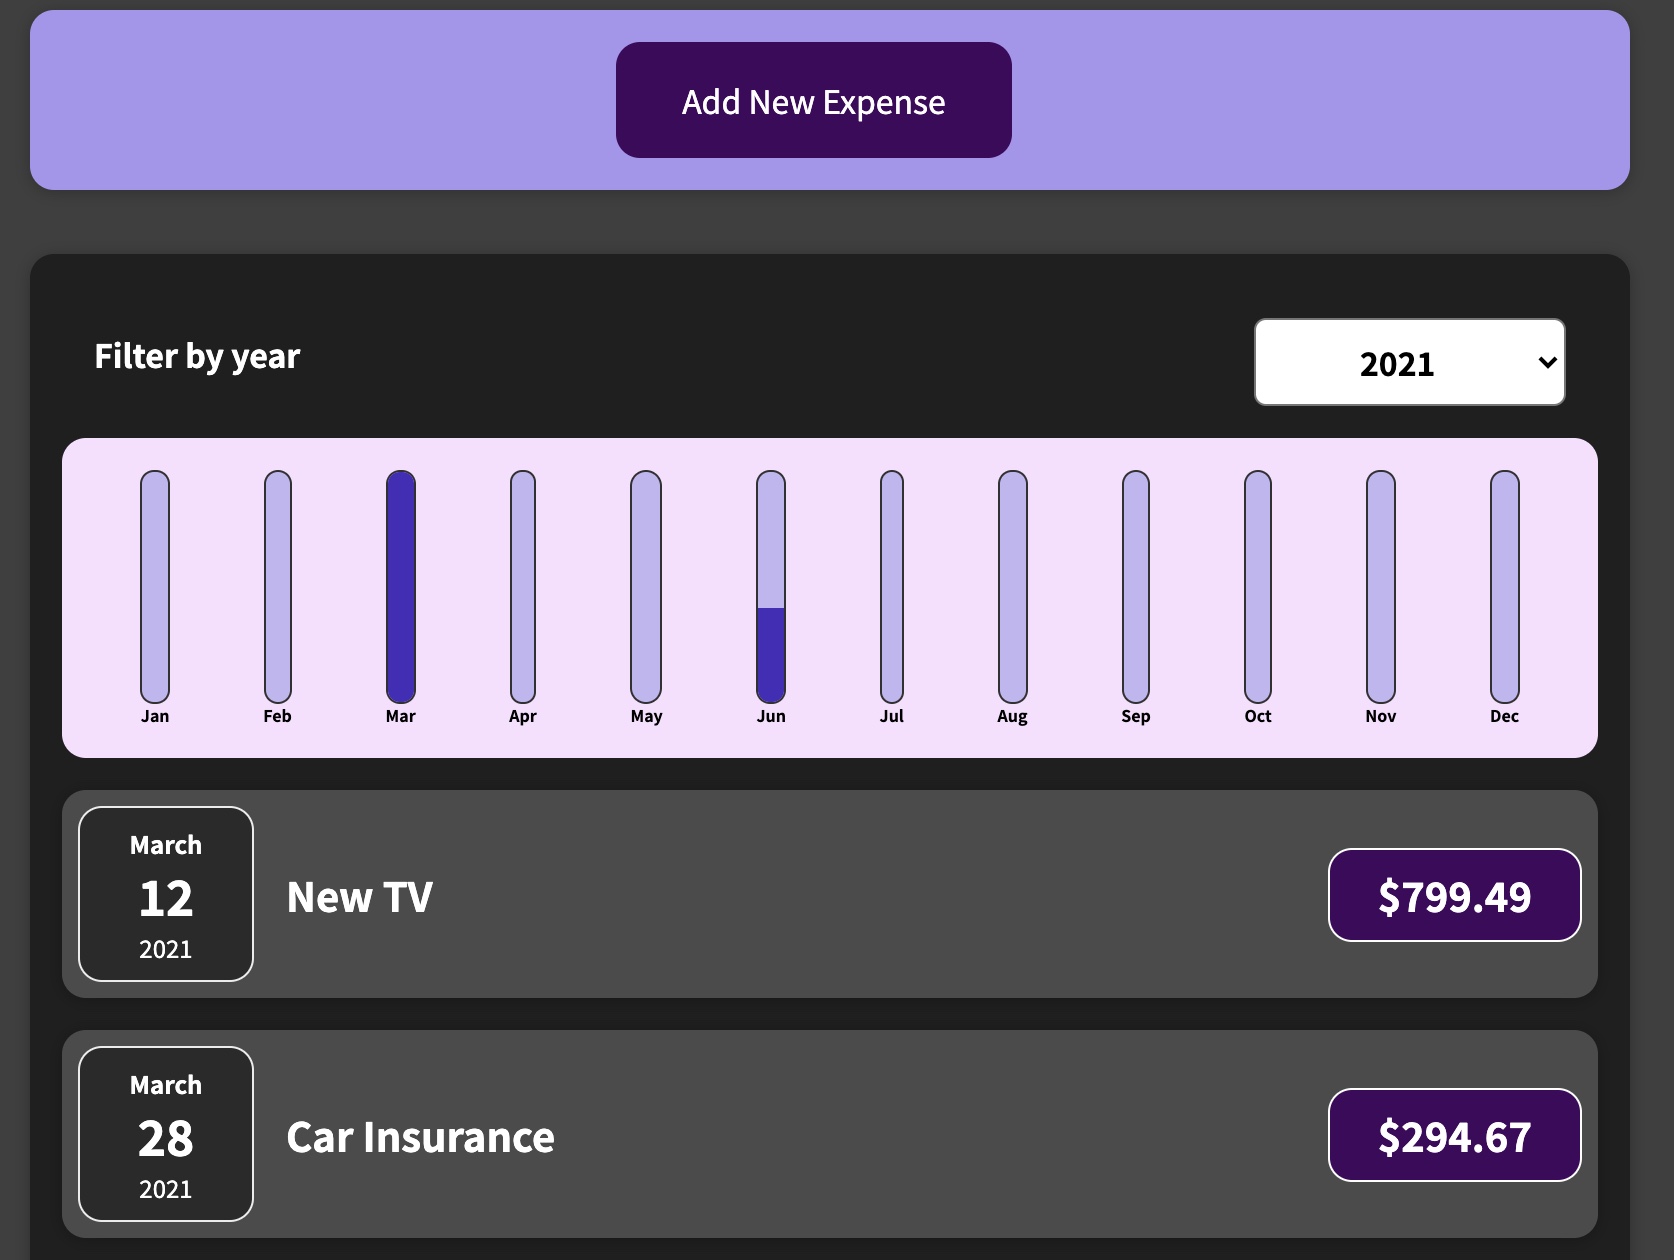 Add New Expense
Filter by year
2021
Jan Feb Mar Apr May Jun Jul Aug Sep Oct Nov Dec
March
12
2021
New TV
$799.49
March
28
2021
Car Insurance
$294.67